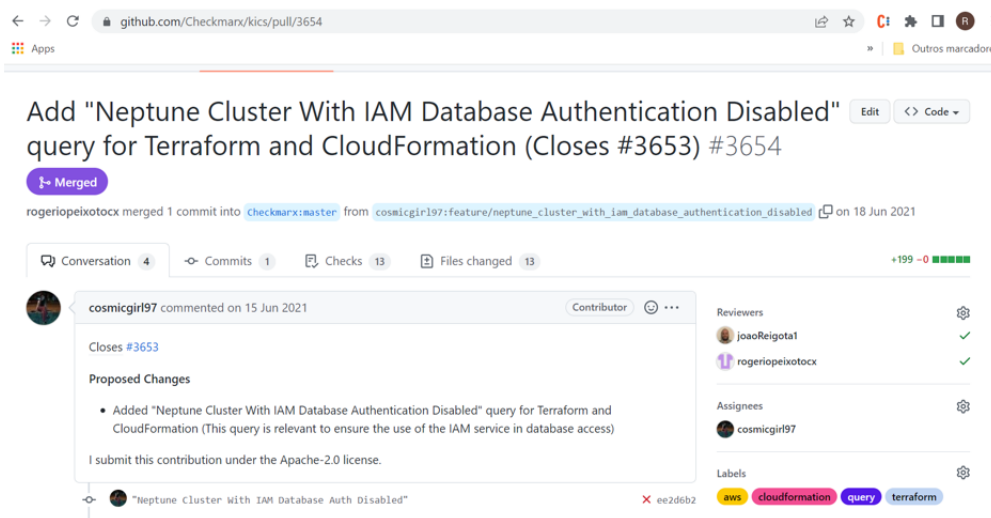 github.com/Checkmarx/kics/pull/3654
R
Apps
» Outros marcador
Add "Neptune Cluster With IAM Database Authentication Disabled"
Edit <> Code
query for Terraform and CloudFormation (Closes #3653) #3654
Merged
rogeriopeixotocx merged 1 commit into Checkmarx:master from cosmicgirl97:feature/neptune_cluster_with_iam_database_authentication_disabled on 18 Jun 2021
Conversation 4 Commits 1 Checks 13 Files changed 13 +199 −0
cosmicgirl97 commented on 15 Jun 2021 Contributor ...
Closes #3653
Proposed Changes
• Added "Neptune Cluster With IAM Database Authentication Disabled" query for Terraform and
CloudFormation (This query is relevant to ensure the use of the IAM service in database access)
I submit this contribution under the Apache-2.0 license.
"Neptune Cluster With IAM Database Auth Disabled" ee2d6b2
Reviewers
joaoReigota1
rogeriopeixotocx
Assignees
cosmicgirl97
Labels
aws cloudformation query terraform